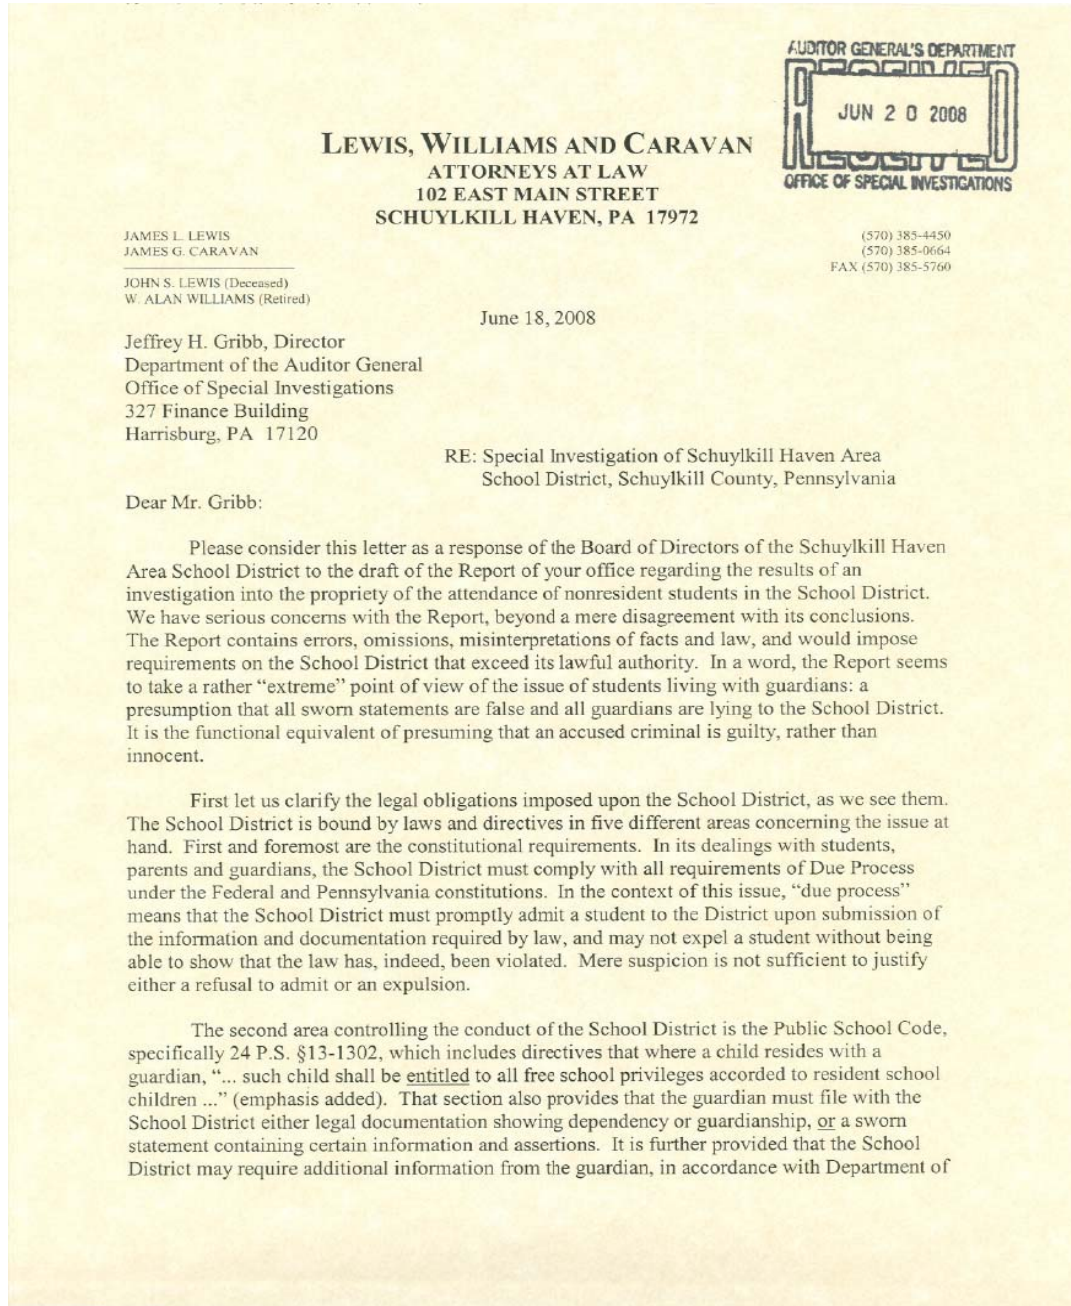 AUDITOR GENERAL'S DEPARTMENT
JUN 20 2008
OFFICE OF SPECIAL INVESTIGATIONS
LEWIS, WILLIAMS AND CARAVAN
ATTORNEYS AT LAW
102 EAST MAIN STREET
SCHUYLKILL HAVEN, PA 17972
JAMES L. LEWIS
JAMES G. CARAVAN
JOHN S. LEWIS (Deceased)
W. ALAN WILLIAMS (Retired)
(570) 385-4450
(570) 385-0664
FAX (570) 385-5760
June 18, 2008
Jeffrey H. Gribb, Director
Department of the Auditor General
Office of Special Investigations
327 Finance Building
Harrisburg, PA 17120
RE: Special Investigation of Schuylkill Haven Area
School District, Schuylkill County, Pennsylvania
Dear Mr. Gribb:
Please consider this letter as a response of the Board of Directors of the Schuylkill Haven
Area School District to the draft of the Report of your office regarding the results of an
investigation into the propriety of the attendance of nonresident students in the School District.
We have serious concerns with the Report, beyond a mere disagreement with its conclusions.
The Report contains errors, omissions, misinterpretations of facts and law, and would impose
requirements on the School District that exceed its lawful authority. In a word, the Report seems
to take a rather "extreme" point of view of the issue of students living with guardians: a
presumption that all sworn statements are false and all guardians are lying to the School District.
It is the functional equivalent of presuming that an accused criminal is guilty, rather than
innocent.
First let us clarify the legal obligations imposed upon the School District, as we see them.
The School District is bound by laws and directives in five different areas concerning the issue at
hand. First and foremost are the constitutional requirements. In its dealings with students,
parents and guardians, the School District must comply with all requirements of Due Process
under the Federal and Pennsylvania constitutions. In the context of this issue, "due process"
means that the School District must promptly admit a student to the District upon submission of
the information and documentation required by law, and may not expel a student without being
able to show that the law has, indeed, been violated. Mere suspicion is not sufficient to justify
either a refusal to admit or an expulsion.
The second area controlling the conduct of the School District is the Public School Code,
specifically 24 P.S. §13-1302, which includes directives that where a child resides with a
guardian, "... such child shall be entitled to all free school privileges accorded to resident school
children ..." (emphasis added). That section also provides that the guardian must file with the
School District either legal documentation showing dependency or guardianship, or a sworn
statement containing certain information and assertions. It is further provided that the School
District may require additional information from the guardian, in accordance with Department of